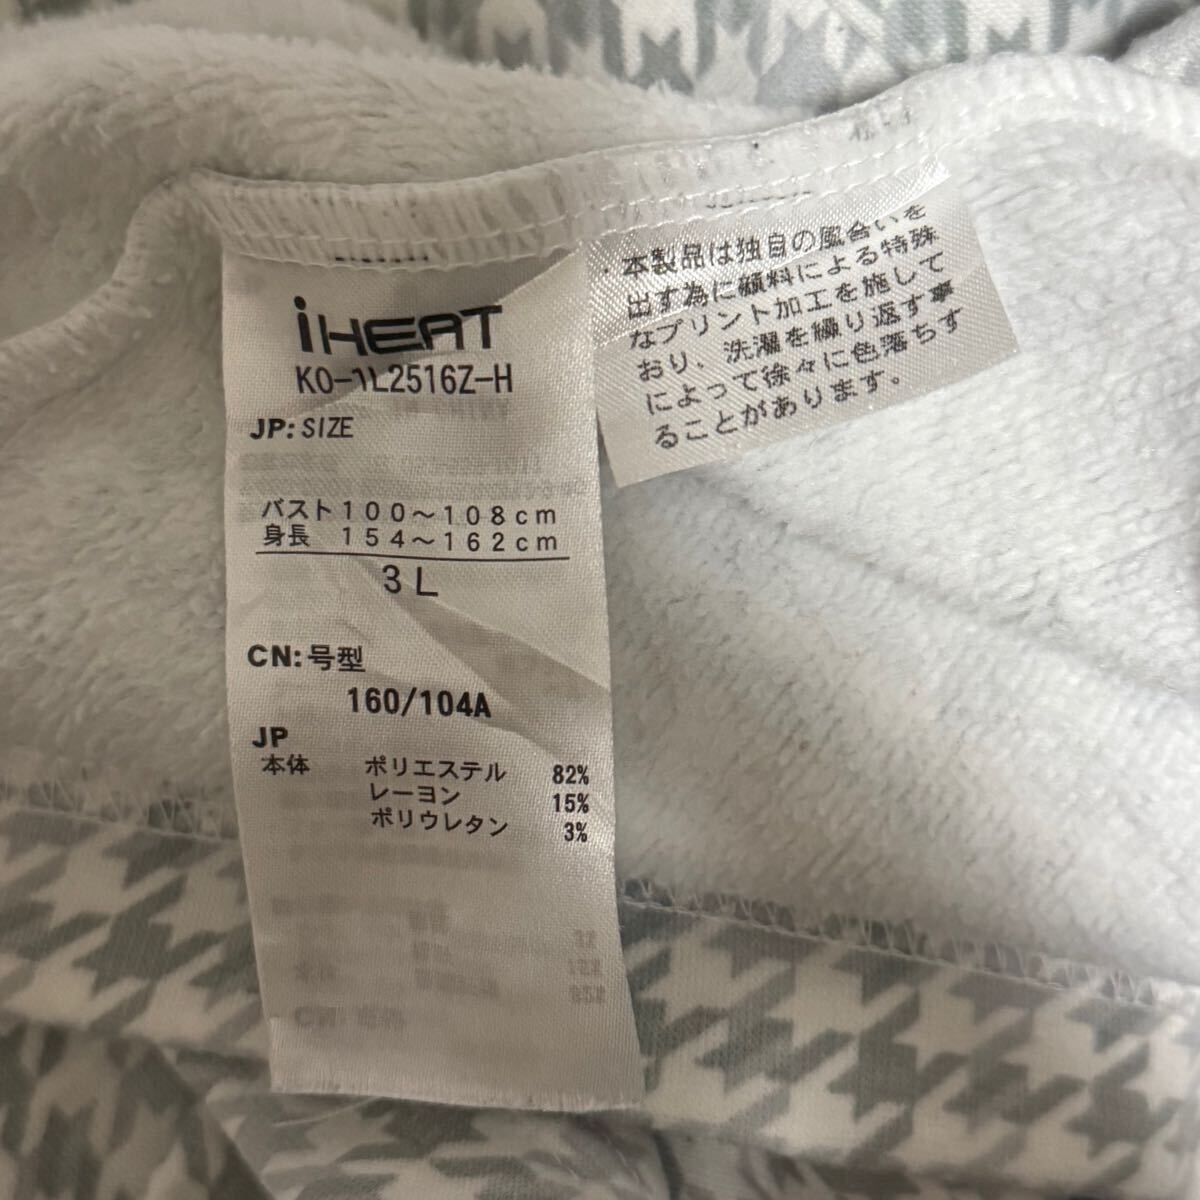 iHEAT
KO-1L2516Z-H
JP: SIZE
バスト 100～108cm
身長 154～162cm
3L
CN: 号型
160/104A
JP
本体 ポリエステル 82%
レーヨン 15%
ポリウレタン 3%
・本製品は独自の風合いを
出す為に顔料による特殊
なプリント加工を施して
おり、洗濯を繰り返す事
によって徐々に色落ちす
ることがあります。